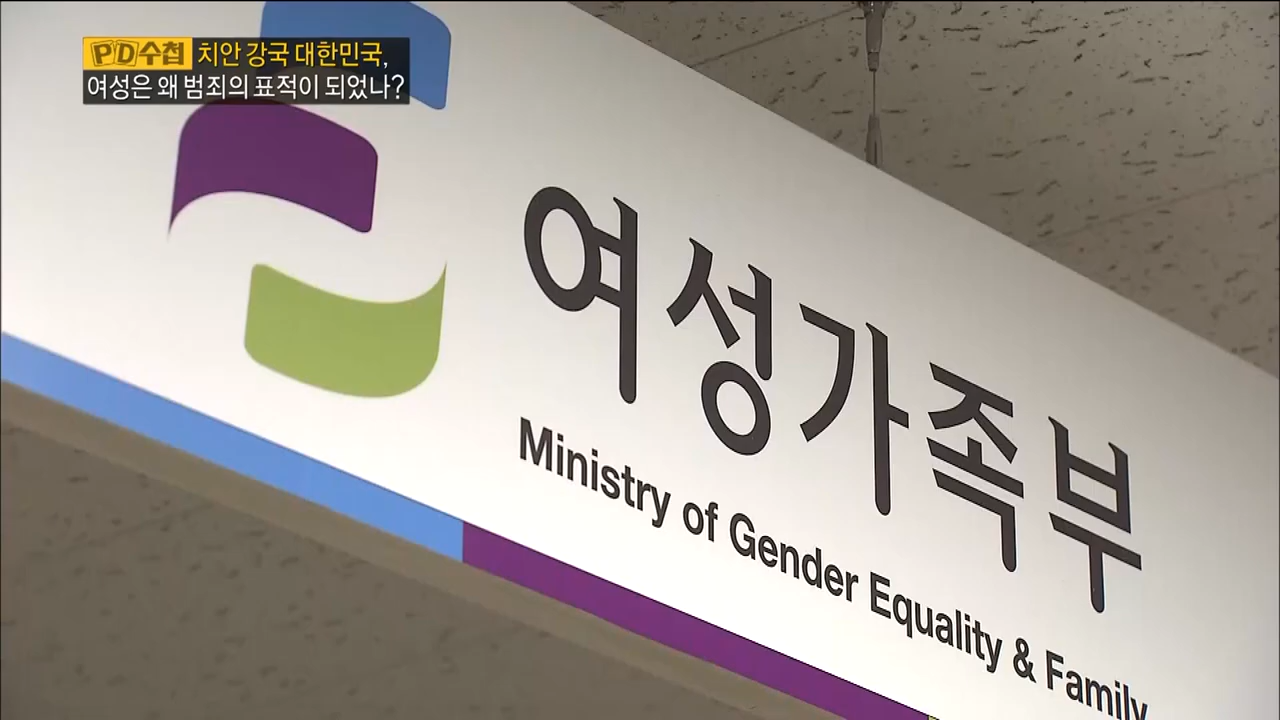 PD수첩 치안 강국 대한민국,
여성은 왜 범죄의 표적이 되었나?
여성가족부
Ministry of Gender Equality & Family